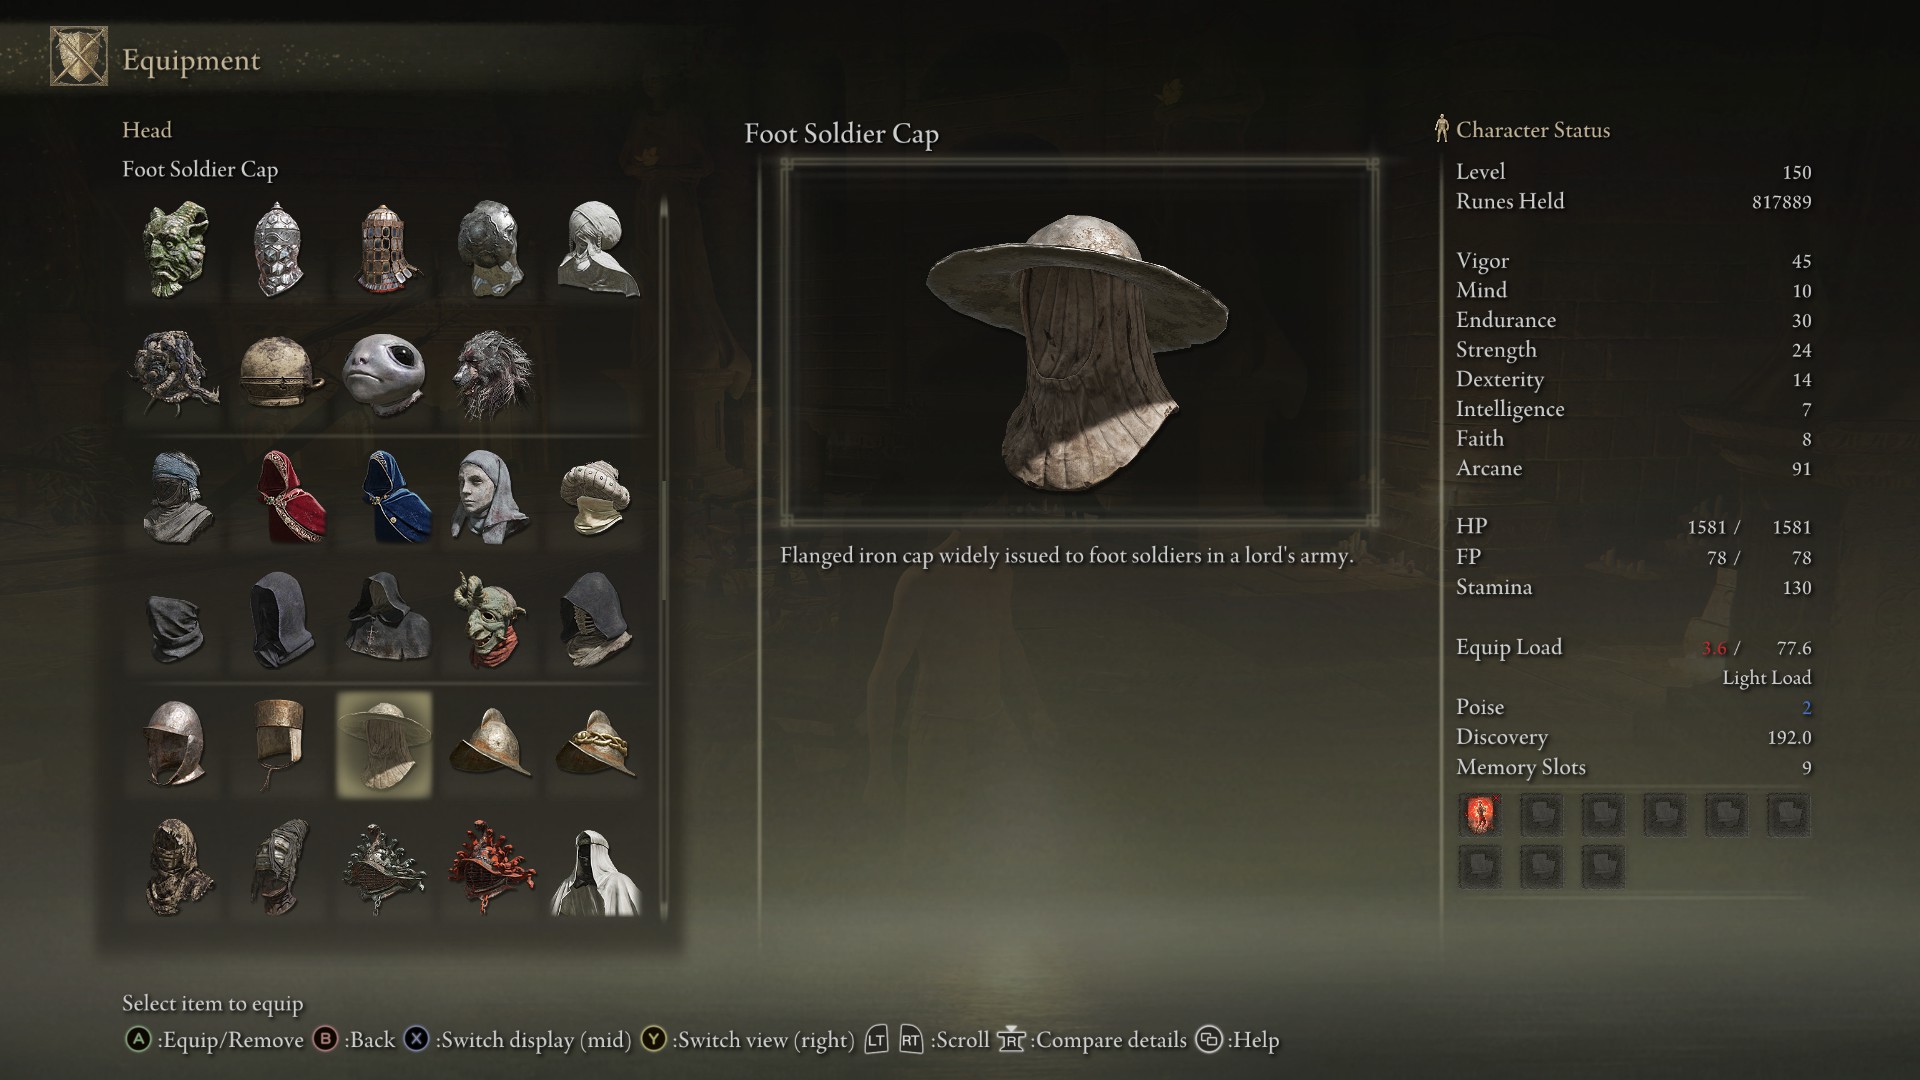 Equipment
Head
Foot Soldier Cap
Foot Soldier Cap
Flanged iron cap widely issued to foot soldiers in a lord's army.
Character Status
Level 150
Runes Held 817889
Vigor 45
Mind 10
Endurance 30
Strength 24
Dexterity 14
Intelligence 7
Faith 8
Arcane 91
HP 1581 / 1581
FP 78 / 78
Stamina 130
Equip Load 3.6 / 77.6
Light Load
Poise 2
Discovery 192.0
Memory Slots 9
Select item to equip
A :Equip/Remove B :Back X :Switch display (mid) Y :Switch view (right) LT RT :Scroll R :Compare details :Help